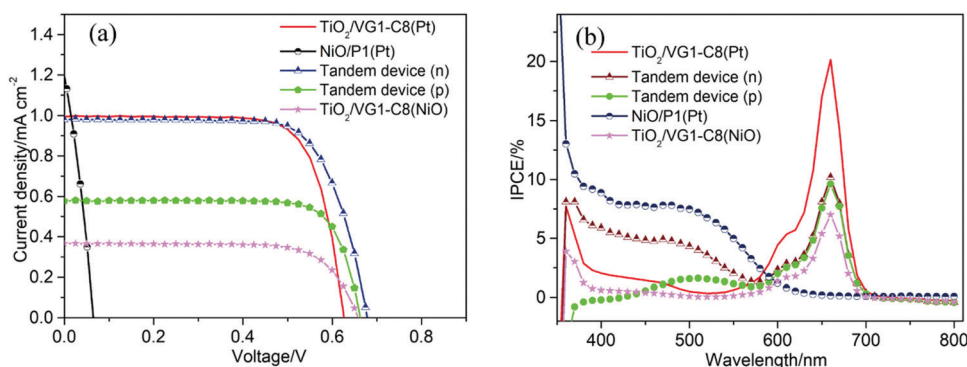 (a)
TiO₂/VG1-C8(Pt)
NiO/P1(Pt)
Tandem device (n)
Tandem device (p)
TiO₂/VG1-C8(NiO)
1.4
1.2
1.0
0.8
0.6
0.4
0.2
0.0
Current density/mA cm⁻²
0.0 0.2 0.4 0.6 0.8
Voltage/V
(b)
TiO₂/VG1-C8(Pt)
Tandem device (n)
Tandem device (p)
NiO/P1(Pt)
TiO₂/VG1-C8(NiO)
20
15
10
5
0
IPCE/%
400 500 600 700 800
Wavelength/nm